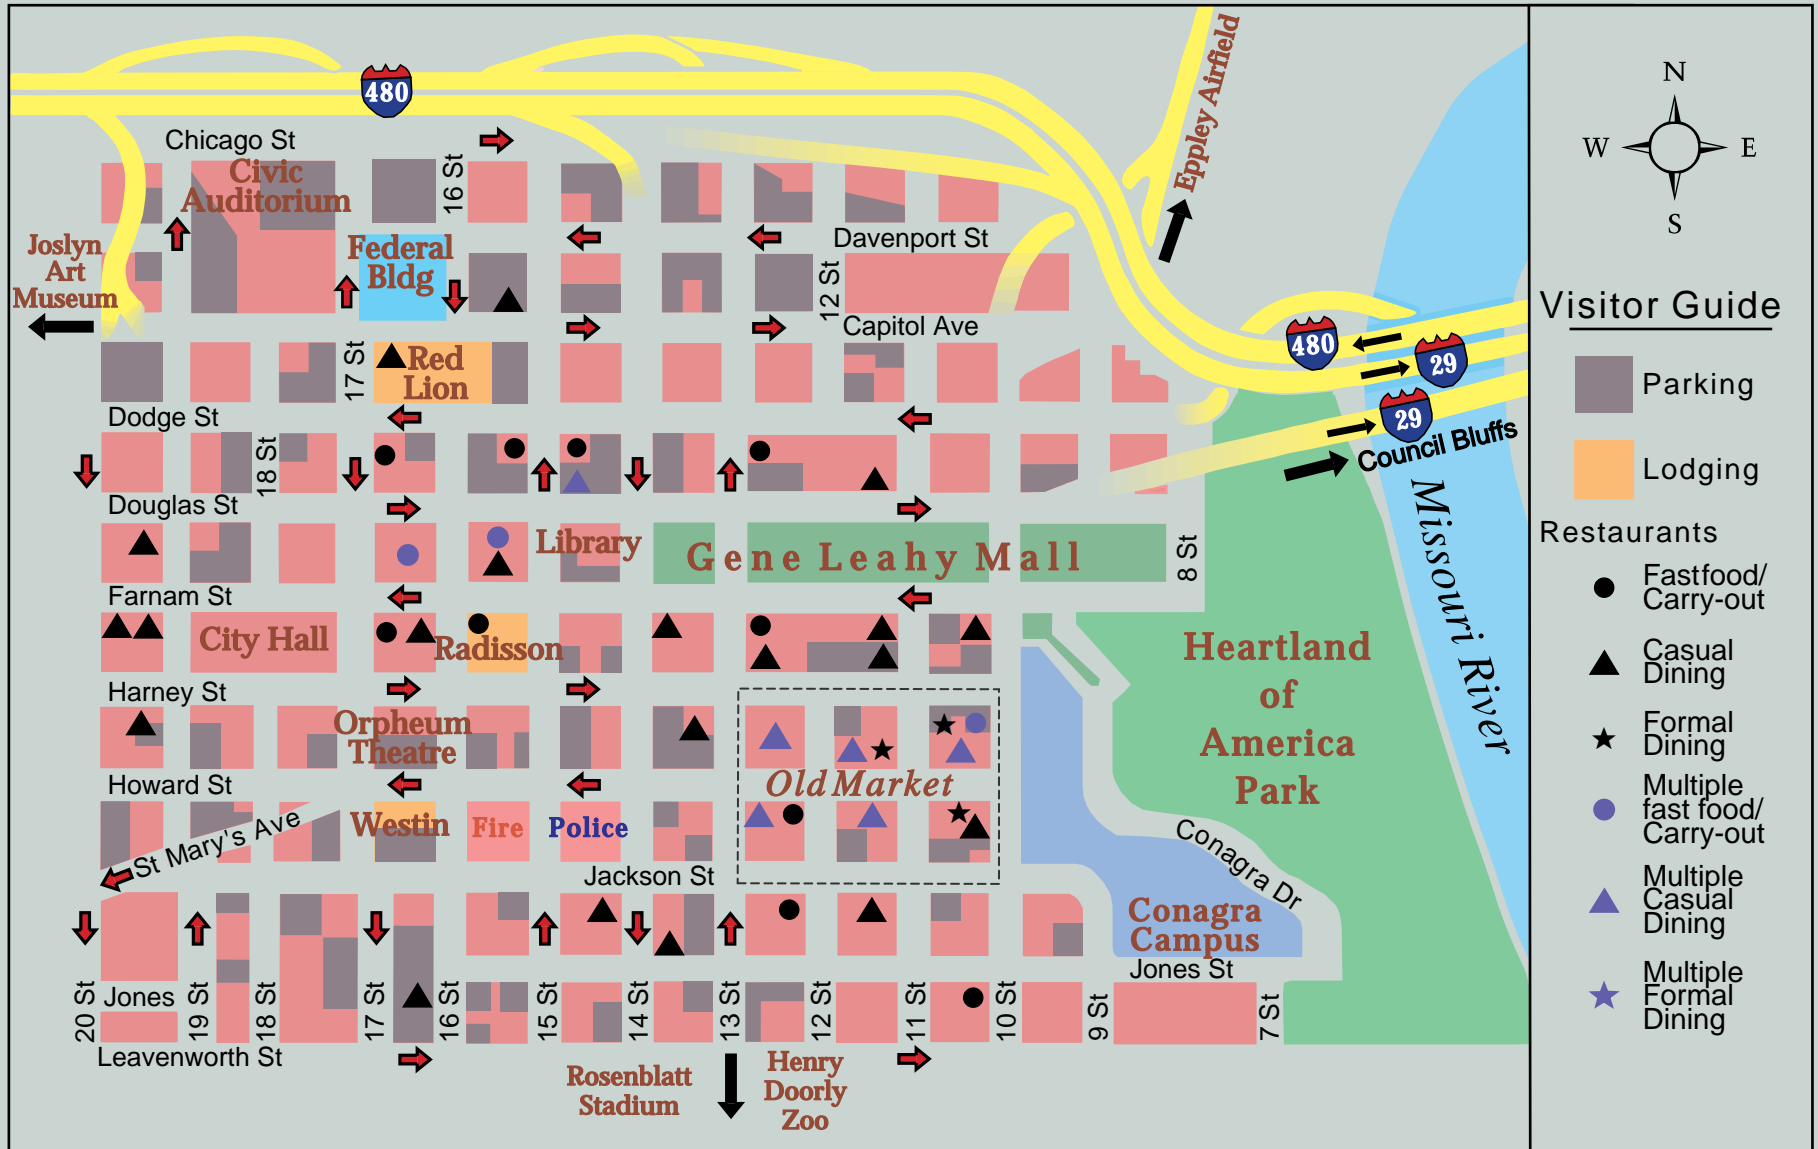 480
Eppley Airfield
Chicago St
Civic
Auditorium
16 St
Joslyn
Art
Museum
Federal
Bldg
Davenport St
12 St
Capitol Ave
17 St
Red
Lion
480
29
29
Council Bluffs
Dodge St
18 St
Douglas St
Library
Gene Leahy Mall
8 St
Missouri River
Farnam St
City Hall
Radisson
Heartland
of
America
Park
Harney St
Orpheum
Theatre
Howard St
Old Market
Westin
Fire
Police
St Mary's Ave
Jackson St
Conagra Dr
Conagra
Campus
Jones St
20 St
Jones
19 St
18 St
17 St
16 St
15 St
14 St
13 St
12 St
11 St
10 St
9 St
7 St
Leavenworth St
Rosenblatt
Stadium
Henry
Doorly
Zoo
N
W
E
S
Visitor Guide
Parking
Lodging
Restaurants
Fastfood/
Carry-out
Casual
Dining
Formal
Dining
Multiple
fast food/
Carry-out
Multiple
Casual
Dining
Multiple
Formal
Dining